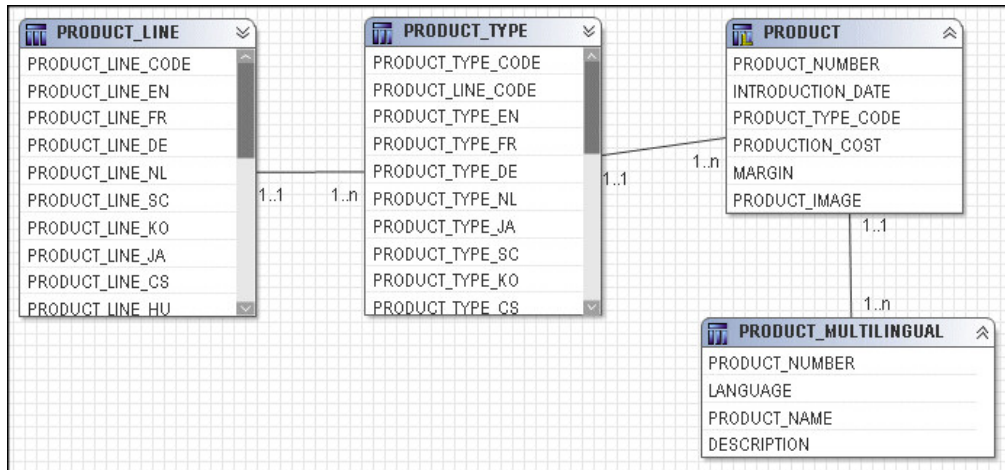 PRODUCT_LINE
PRODUCT_LINE_CODE
PRODUCT_LINE_EN
PRODUCT_LINE_FR
PRODUCT_LINE_DE
PRODUCT_LINE_NL
PRODUCT_LINE_SC
PRODUCT_LINE_KO
PRODUCT_LINE_JA
PRODUCT_LINE_CS
PRODUCT_LINE_HU
1..1
1..n
PRODUCT_TYPE
PRODUCT_TYPE_CODE
PRODUCT_LINE_CODE
PRODUCT_TYPE_EN
PRODUCT_TYPE_FR
PRODUCT_TYPE_DE
PRODUCT_TYPE_NL
PRODUCT_TYPE_JA
PRODUCT_TYPE_SC
PRODUCT_TYPE_KO
PRODUCT_TYPE_CS
1..1
1..n
PRODUCT
PRODUCT_NUMBER
INTRODUCTION_DATE
PRODUCT_TYPE_CODE
PRODUCTION_COST
MARGIN
PRODUCT_IMAGE
1..1
1..n
PRODUCT_MULTILINGUAL
PRODUCT_NUMBER
LANGUAGE
PRODUCT_NAME
DESCRIPTION